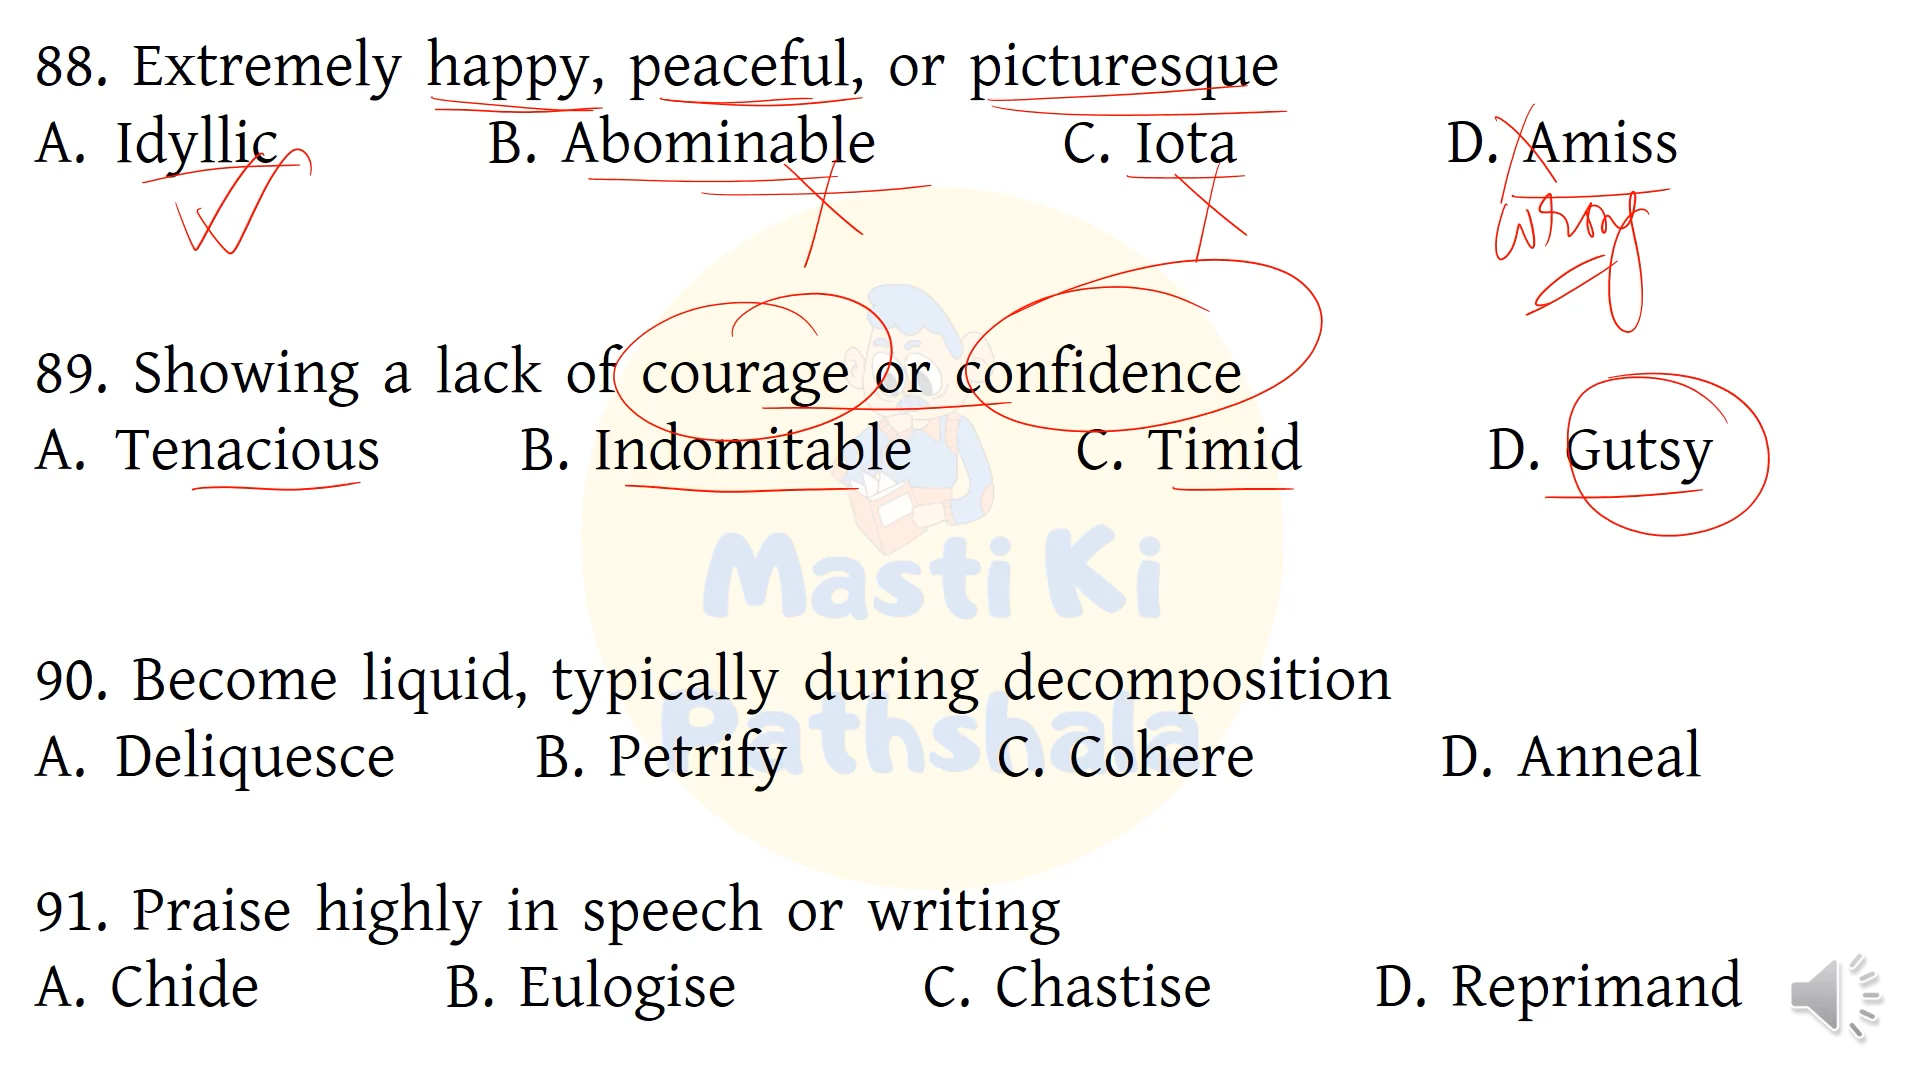 88. Extremely happy, peaceful, or picturesque
A. Idyllic B. Abominable C. Iota D. Amiss
wrong
89. Showing a lack of courage or confidence
A. Tenacious B. Indomitable C. Timid D. Gutsy
Masti Ki
90. Become liquid, typically during decomposition
Pathshala
A. Deliquesce B. Petrify C. Cohere D. Anneal
91. Praise highly in speech or writing
A. Chide B. Eulogise C. Chastise D. Reprimand